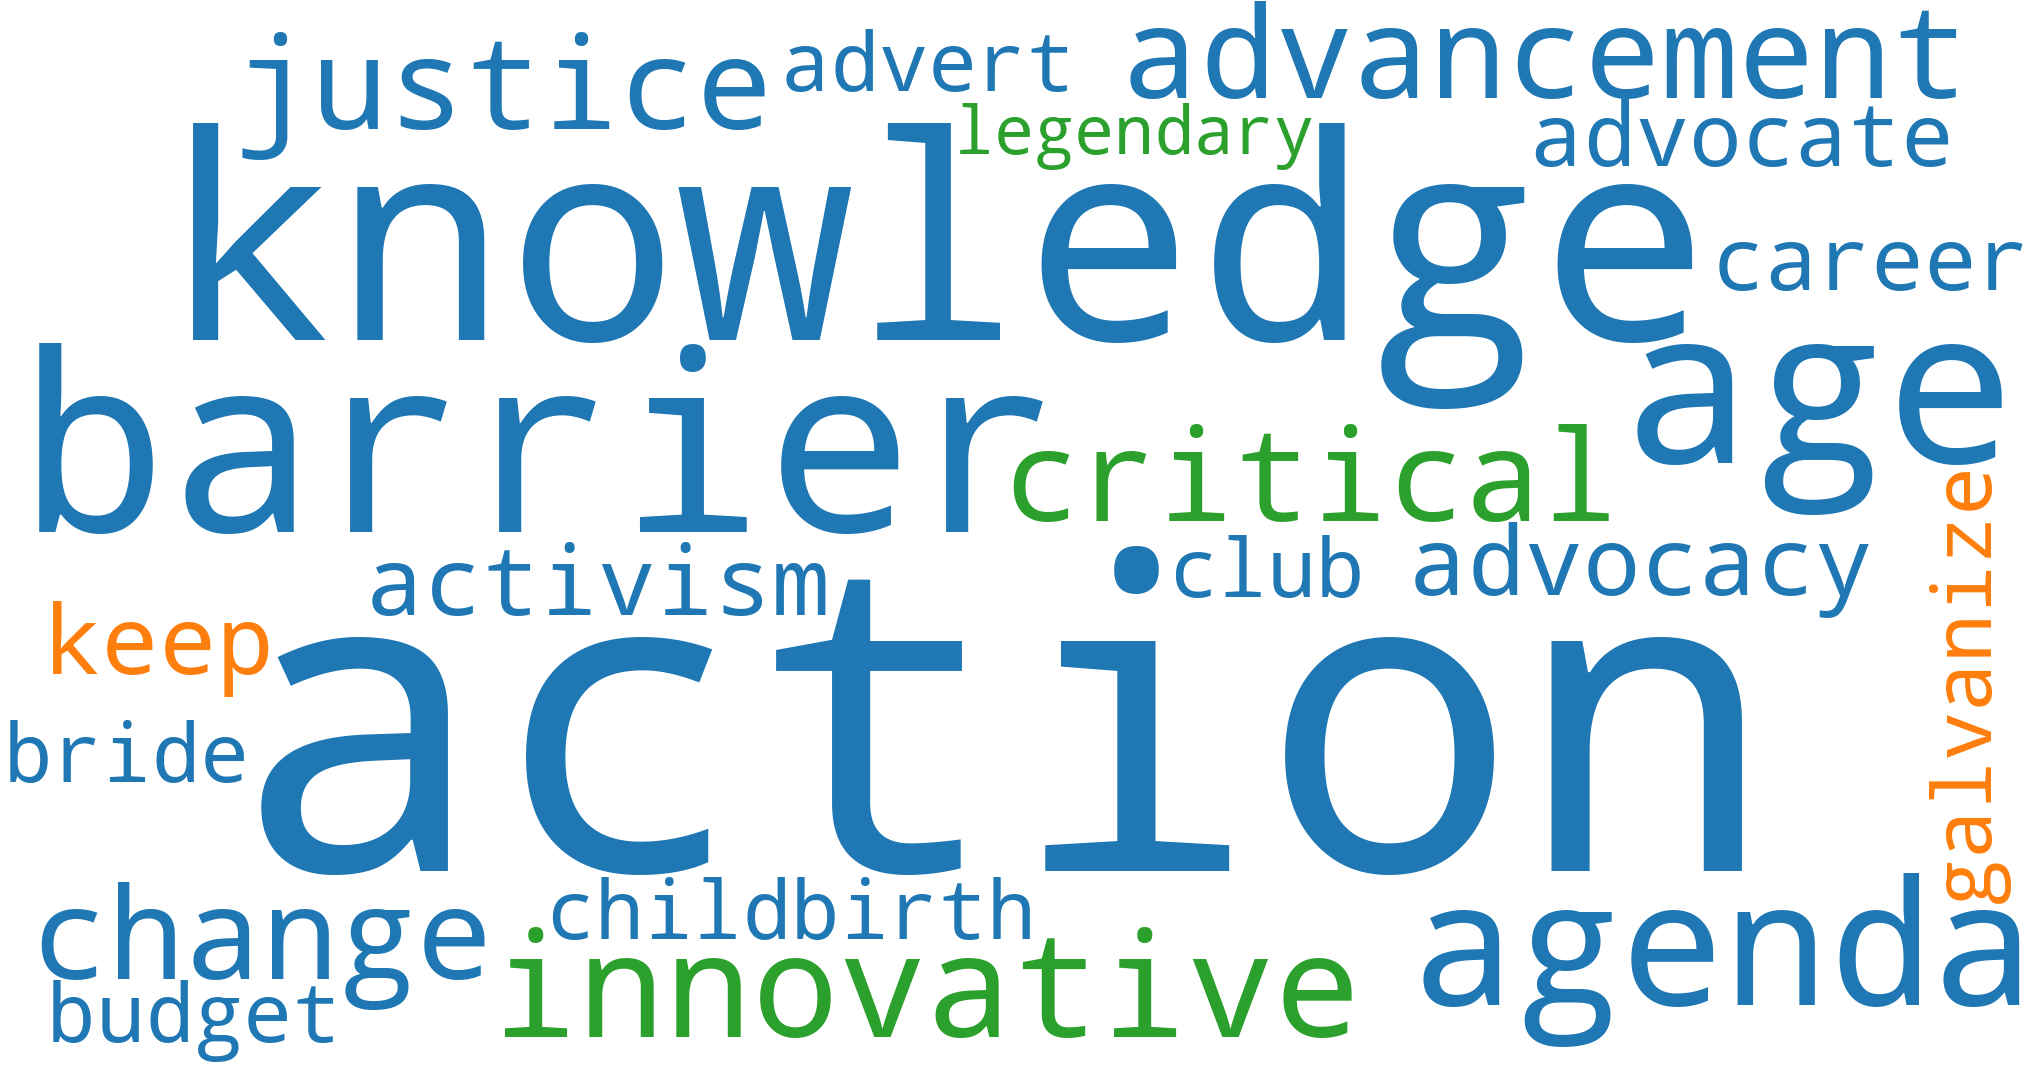 justice
advert
advancement
legendary
advocate
knowledge
career
barrier
age
critical
activism
club
advocacy
galvanize
keep
action
bride
change
childbirth
agenda
budget
innovative